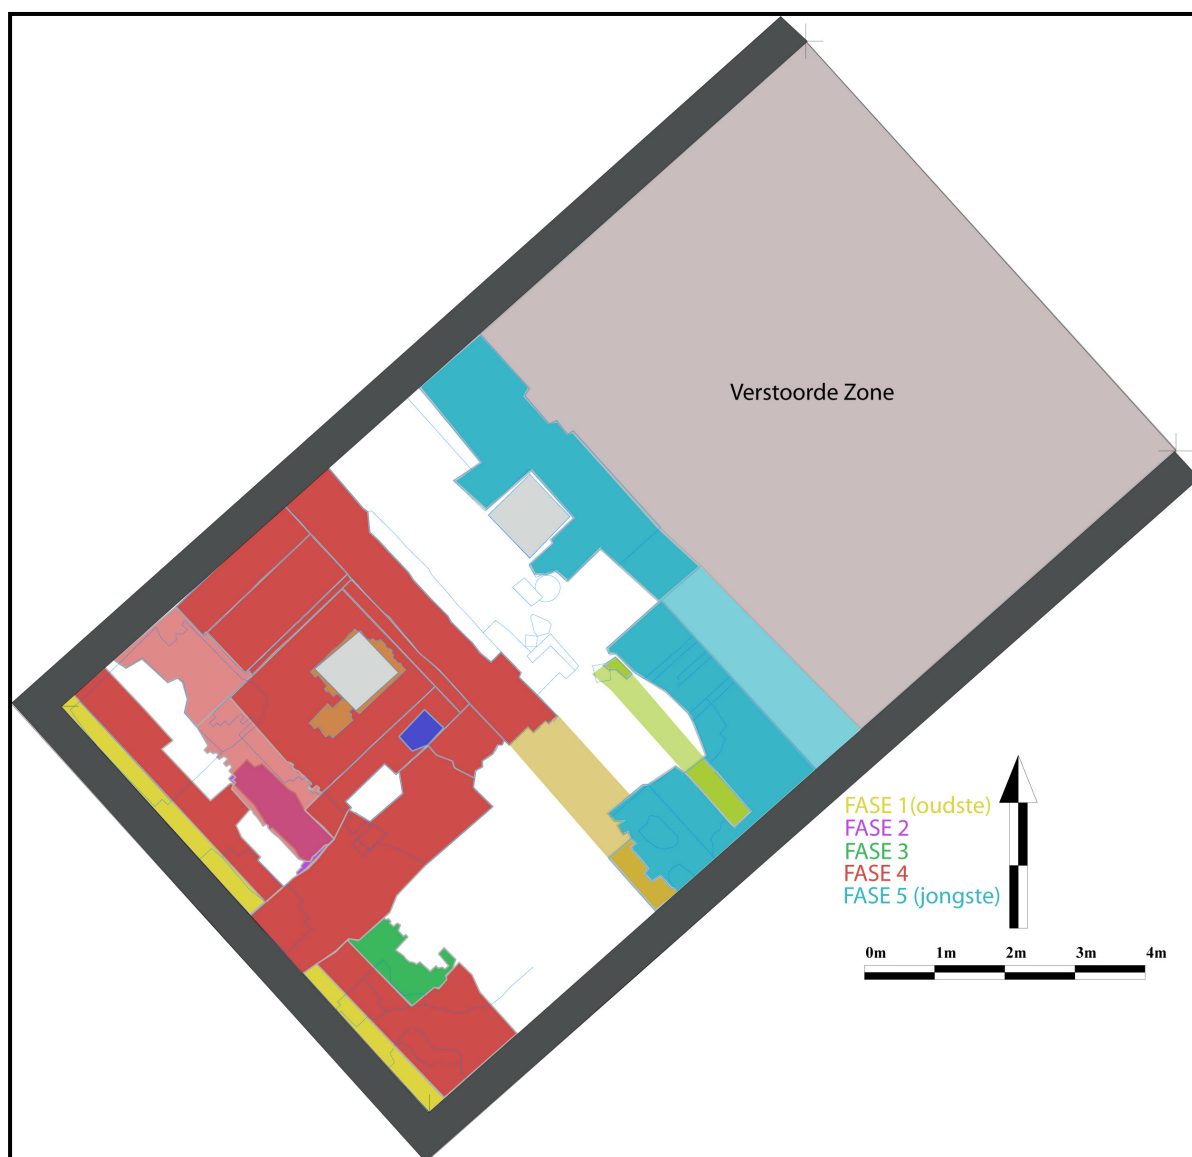 Verstoorde Zone
FASE 1(oudste)
FASE 2
FASE 3
FASE 4
FASE 5 (jongste)
0m 1m 2m 3m 4m